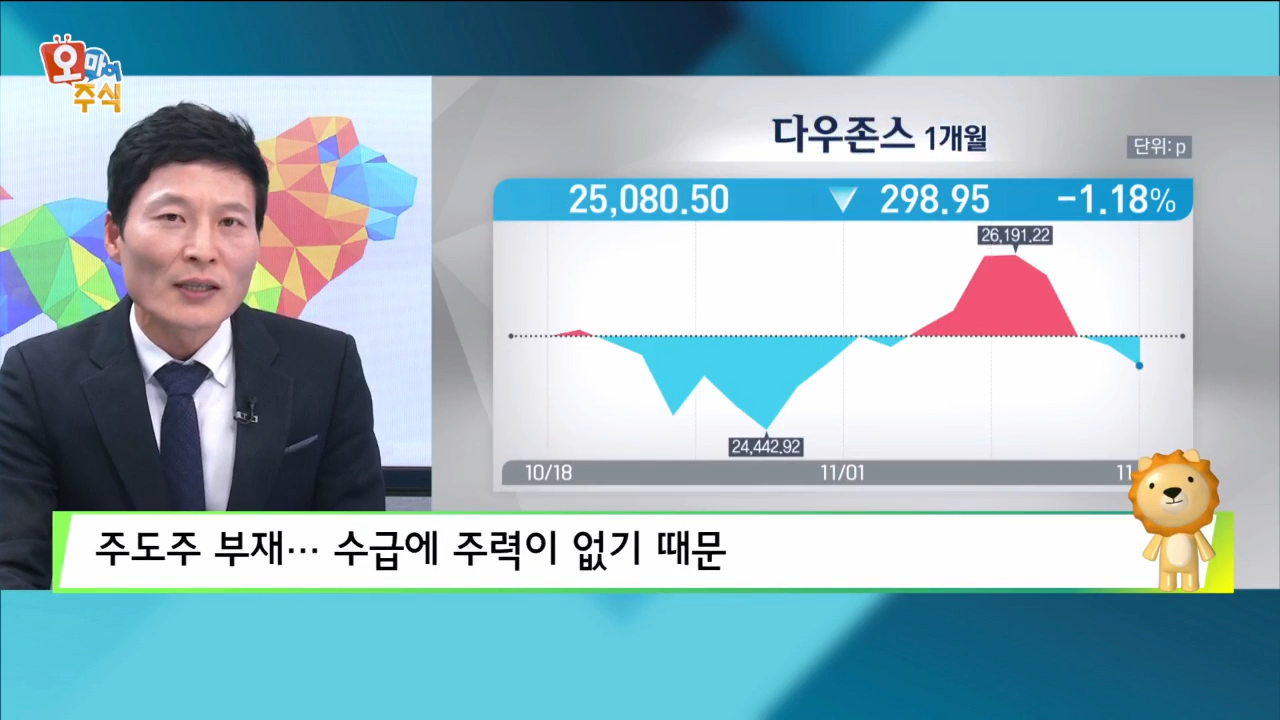 오마이
주식
다우존스 1개월
단위: p
25,080.50 ▼ 298.95 -1.18%
26,191.22
24,442.92
10/18 11/01 11
주도주 부재… 수급에 주력이 없기 때문